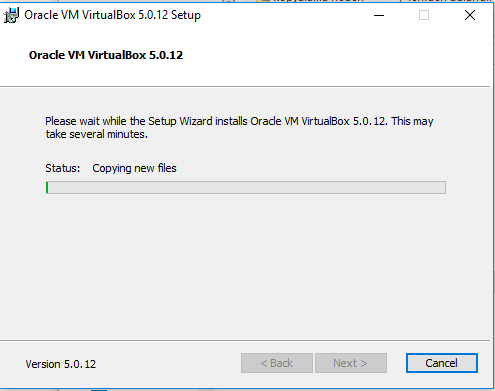 Oracle VM VirtualBox 5.0.12 Setup
Oracle VM VirtualBox 5.0.12
Please wait while the Setup Wizard installs Oracle VM VirtualBox 5.0.12. This may
take several minutes.
Status: Copying new files
Version 5.0.12
< Back
Next >
Cancel